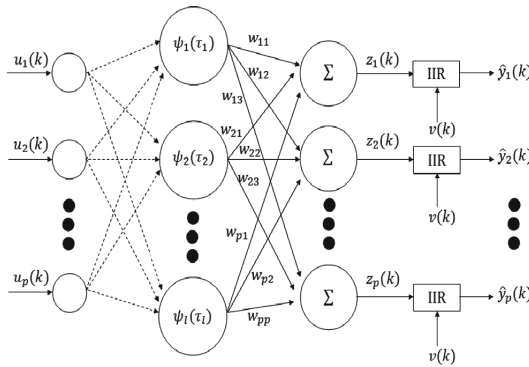 u₁(k) ψ₁(τ₁) w₁₁ Σ z₁(k) IIR ŷ₁(k)
w₁₂
w₁₃
v(k)
w₂₁
u₂(k) ψ₂(τ₂) w₂₂ Σ z₂(k) IIR ŷ₂(k)
w₂₃
v(k)
w_p1
w_p2
u_p(k) ψ_l(τ_l) w_pp Σ z_p(k) IIR ŷ_p(k)
v(k)